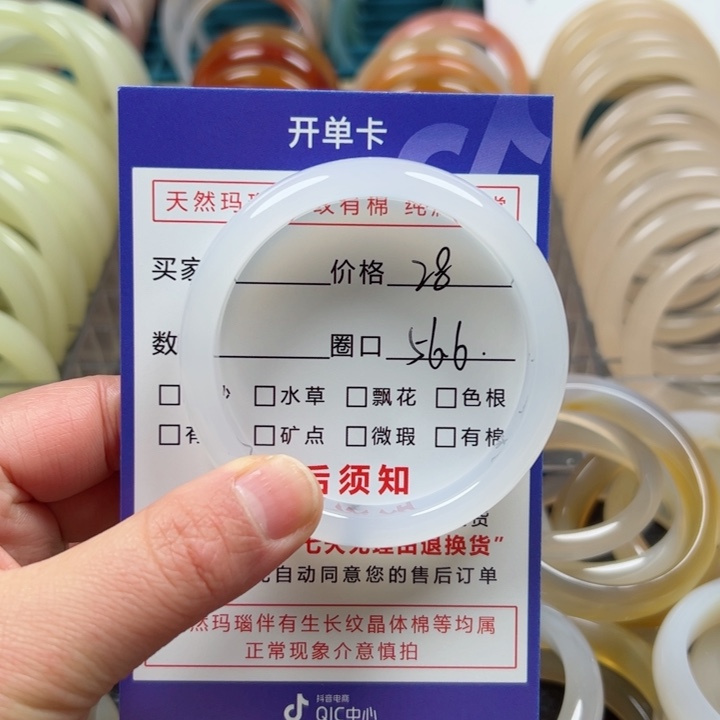 开单卡
天然玛 纹有棉 纯
买家 价格 28
数 圈口 56.6.
□ □水草 □飘花 □色根
□有 □矿点 □微瑕 □有棉
后须知
货
七天无理由退换货”
自动同意您的售后订单
然玛瑙伴有生长纹晶体棉等均属
正常现象介意慎拍
抖音电商
QIC中心